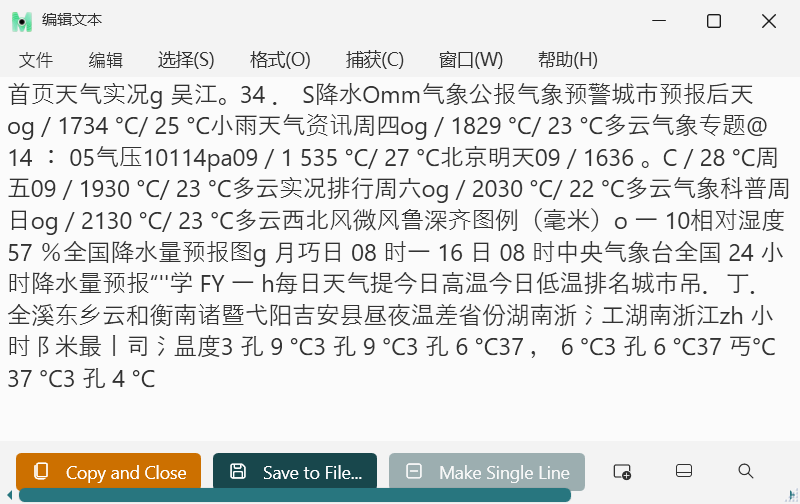 编辑文本
文件 编辑 选择(S) 格式(O) 捕获(C) 窗口(W) 帮助(H)
首页天气实况g 吴江。34． S降水Omm气象公报气象预警城市预报后天
og / 1734 °C/ 25 °C小雨天气资讯周四og / 1829 °C/ 23 °C多云气象专题@
14 ： 05气压10114pa09 / 1 535 °C/ 27 °C北京明天09 / 1636 。C / 28 °C周
五09 / 1930 °C/ 23 °C多云实况排行周六og / 2030 °C/ 22 °C多云气象科普周
日og / 2130 °C/ 23 °C多云西北风微风鲁深齐图例（毫米）o 一 10相对湿度
57 %全国降水量预报图g 月巧日 08 时一 16 日 08 时中央气象台全国 24 小
时降水量预报“''学 FY 一 h每日天气提今日高温今日低温排名城市吊．丁．
全溪东乡云和衡南诸暨弋阳吉安县昼夜温差省份湖南浙氵工湖南浙江zh 小
时阝米最丨司氵昷度3 孔 9 °C3 孔 9 °C3 孔 6 °C37， 6 °C3 孔 6 °C37 丐°C
37 °C3 孔 4 °C
Copy and Close Save to File... Make Single Line